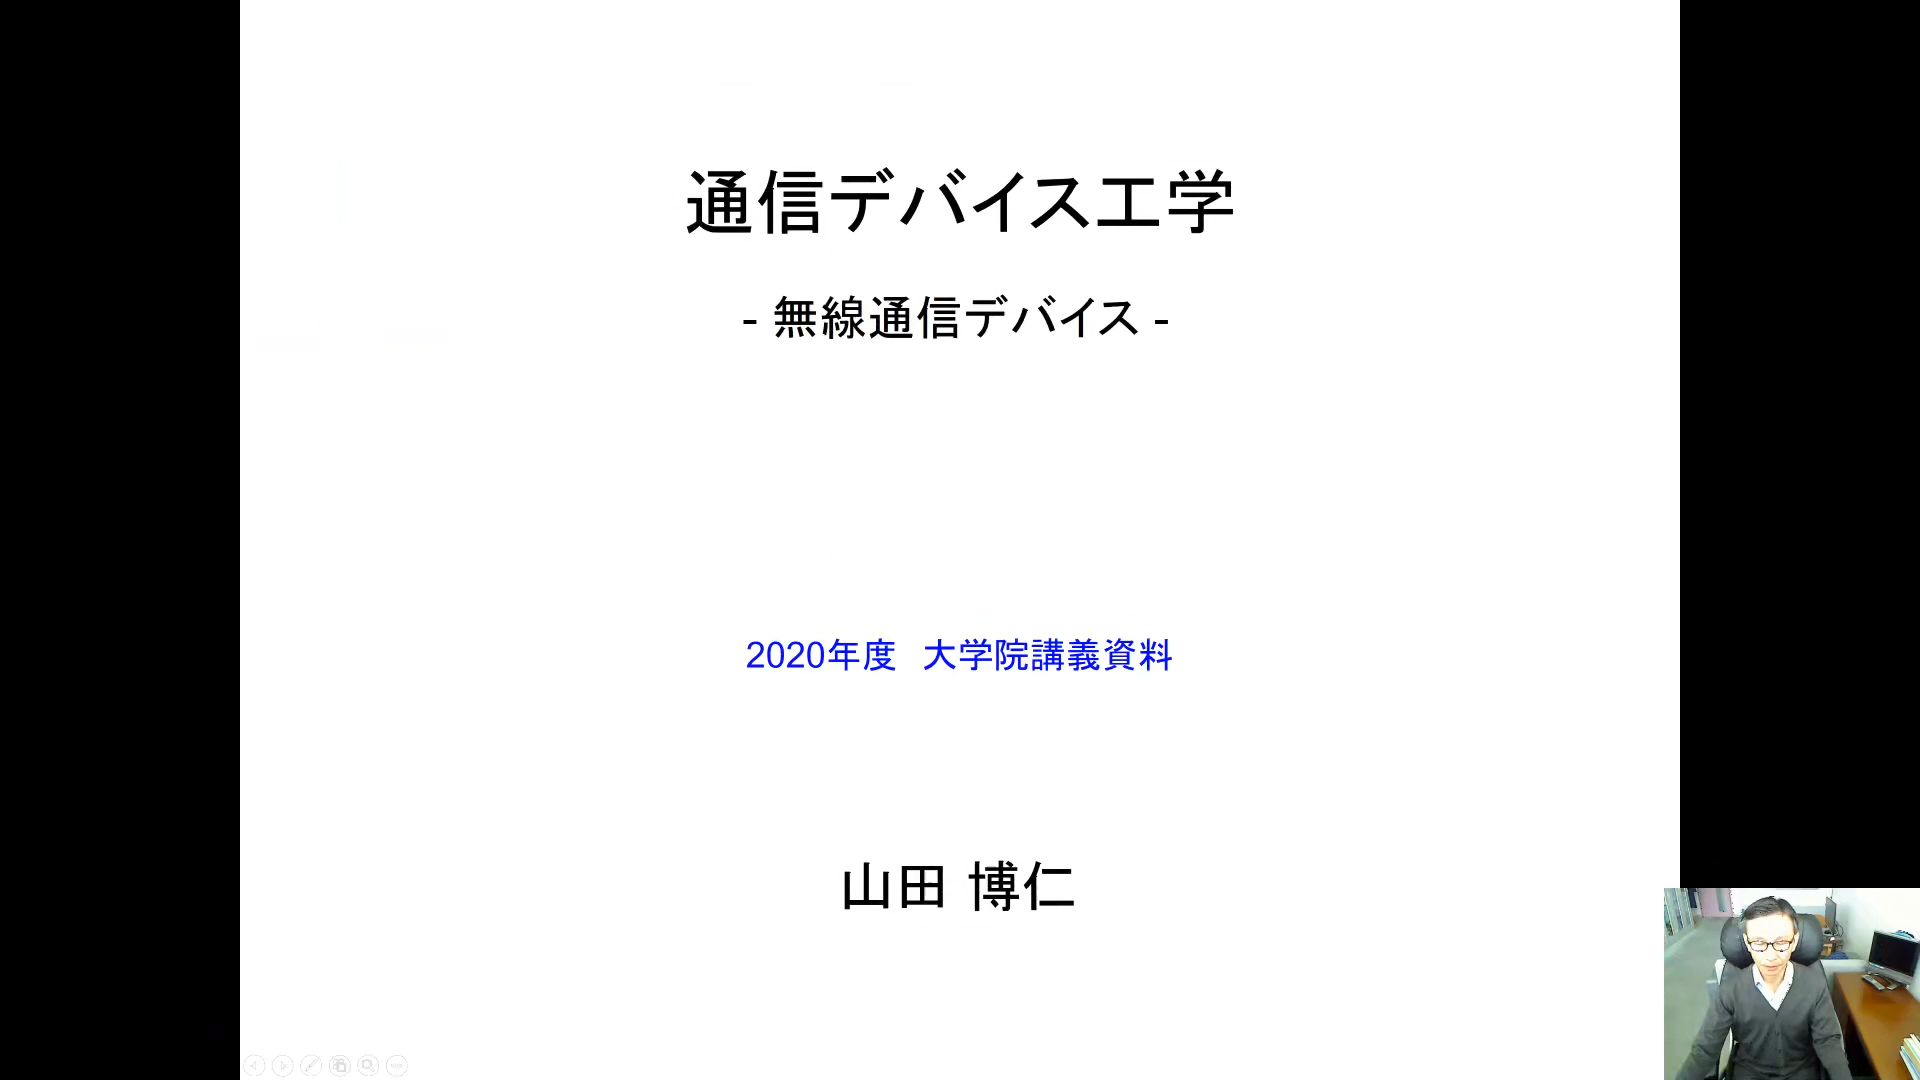 通信デバイス工学
- 無線通信デバイス -
2020年度　大学院講義資料
山田 博仁